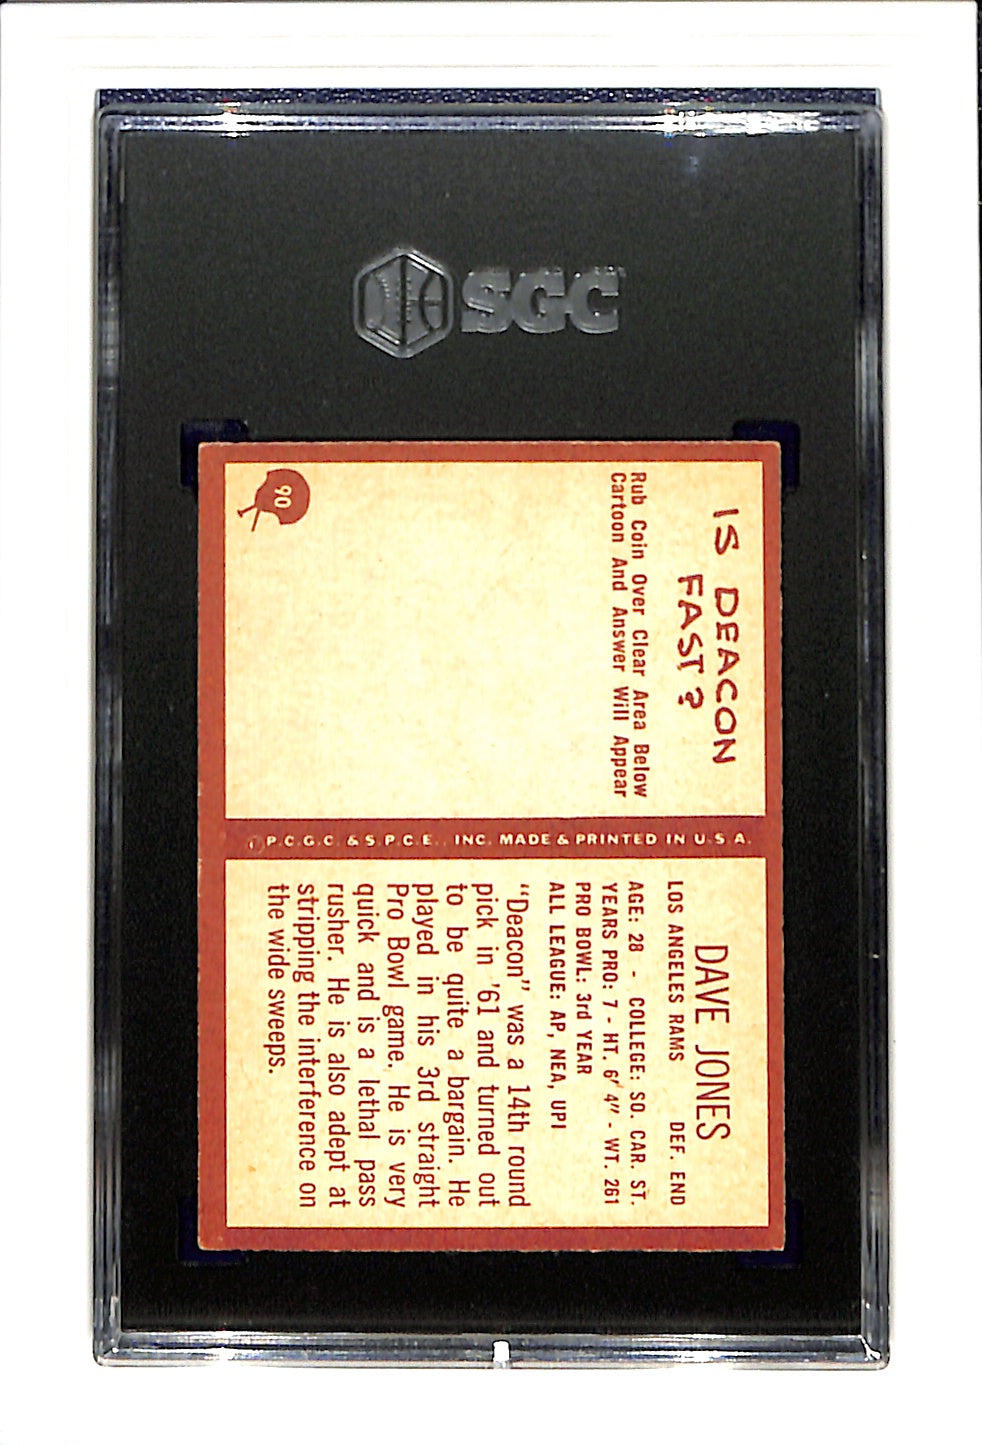 SGC
IS DEACON
FAST?
Rub Coin Over Clear Area Below
Cartoon And Answer Will Appear
90
P.C.G.C. & S.P.C.E., INC. MADE & PRINTED IN U.S.A.
DAVE JONES
LOS ANGELES RAMS DEF. END
AGE: 28 - COLLEGE: SO. CAR. ST.
YEARS PRO: 7 - HT. 6' 4" - WT. 261
PRO BOWL: 3rd YEAR
ALL LEAGUE: AP, NEA, UPI
"Deacon" was a 14th round
pick in '61 and turned out
to be quite a bargain. He
played in his 3rd straight
Pro Bowl game. He is very
quick and is a lethal pass
rusher. He is also adept at
stripping the interference on
the wide sweeps.